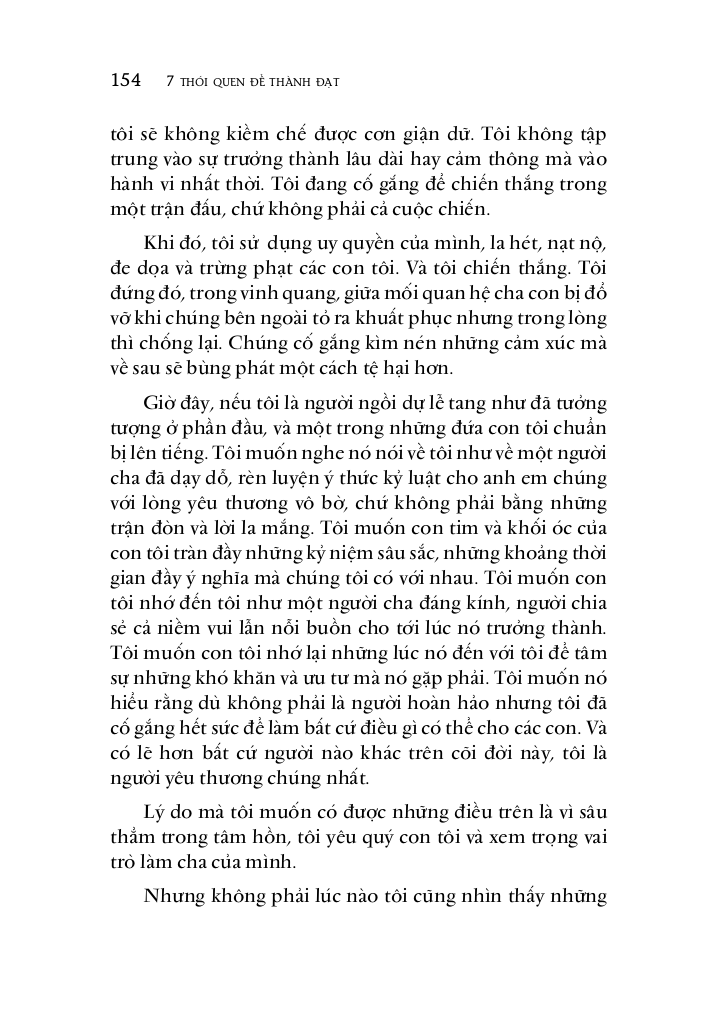 154 7 THÓI QUEN ĐỂ THÀNH ĐẠT
tôi sẽ không kiềm chế được cơn giận dữ. Tôi không tập
trung vào sự trưởng thành lâu dài hay cảm thông mà vào
hành vi nhất thời. Tôi đang cố gắng để chiến thắng trong
một trận đấu, chứ không phải cả cuộc chiến.
Khi đó, tôi sử dụng uy quyền của mình, la hét, nạt nộ,
đe dọa và trừng phạt các con tôi. Và tôi chiến thắng. Tôi
đứng đó, trong vinh quang, giữa mối quan hệ cha con bị đổ
vỡ khi chúng bên ngoài tỏ ra khuất phục nhưng trong lòng
thì chống lại. Chúng cố gắng kìm nén những cảm xúc mà
về sau sẽ bùng phát một cách tệ hại hơn.
Giờ đây, nếu tôi là người ngồi dự lễ tang như đã tưởng
tượng ở phần đầu, và một trong những đứa con tôi chuẩn
bị lên tiếng. Tôi muốn nghe nó nói về tôi như về một người
cha đã dạy dỗ, rèn luyện ý thức kỷ luật cho anh em chúng
với lòng yêu thương vô bờ, chứ không phải bằng những
trận đòn và lời la mắng. Tôi muốn con tim và khối óc của
con tôi tràn đầy những kỷ niệm sâu sắc, những khoảng thời
gian đầy ý nghĩa mà chúng tôi có với nhau. Tôi muốn con
tôi nhớ đến tôi như một người cha đáng kính, người chia
sẻ cả niềm vui lẫn nỗi buồn cho tới lúc nó trưởng thành.
Tôi muốn con tôi nhớ lại những lúc nó đến với tôi để tâm
sự những khó khăn và ưu tư mà nó gặp phải. Tôi muốn nó
hiểu rằng dù không phải là người hoàn hảo nhưng tôi đã
cố gắng hết sức để làm bất cứ điều gì có thể cho các con. Và
có lẽ hơn bất cứ người nào khác trên cõi đời này, tôi là
người yêu thương chúng nhất.
Lý do mà tôi muốn có được những điều trên là vì sâu
thẳm trong tâm hồn, tôi yêu quý con tôi và xem trọng vai
trò làm cha của mình.
Nhưng không phải lúc nào tôi cũng nhìn thấy những